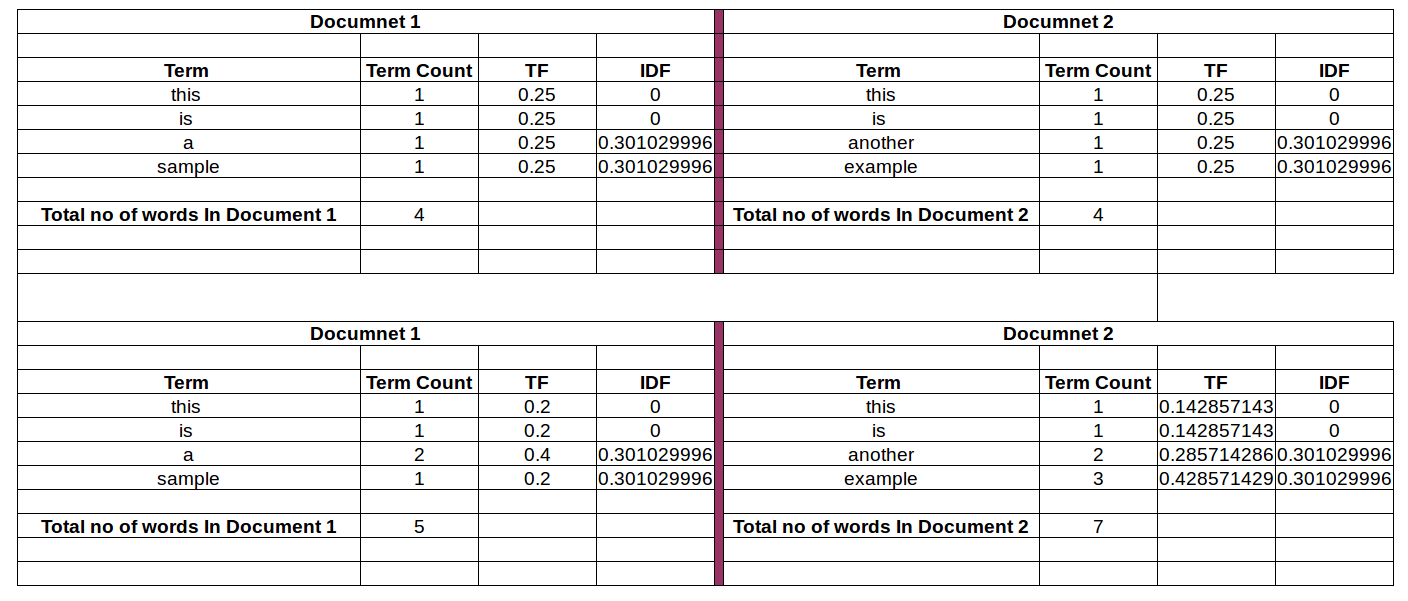 Documnet 1 Documnet 2
Term Term Count TF IDF Term Term Count TF IDF
this 1 0.25 0 this 1 0.25 0
is 1 0.25 0 is 1 0.25 0
a 1 0.25 0.301029996 another 1 0.25 0.301029996
sample 1 0.25 0.301029996 example 1 0.25 0.301029996
Total no of words In Document 1 4 Total no of words In Document 2 4
Documnet 1 Documnet 2
Term Term Count TF IDF Term Term Count TF IDF
this 1 0.2 0 this 1 0.142857143 0
is 1 0.2 0 is 1 0.142857143 0
a 2 0.4 0.301029996 another 2 0.285714286 0.301029996
sample 1 0.2 0.301029996 example 3 0.428571429 0.301029996
Total no of words In Document 1 5 Total no of words In Document 2 7